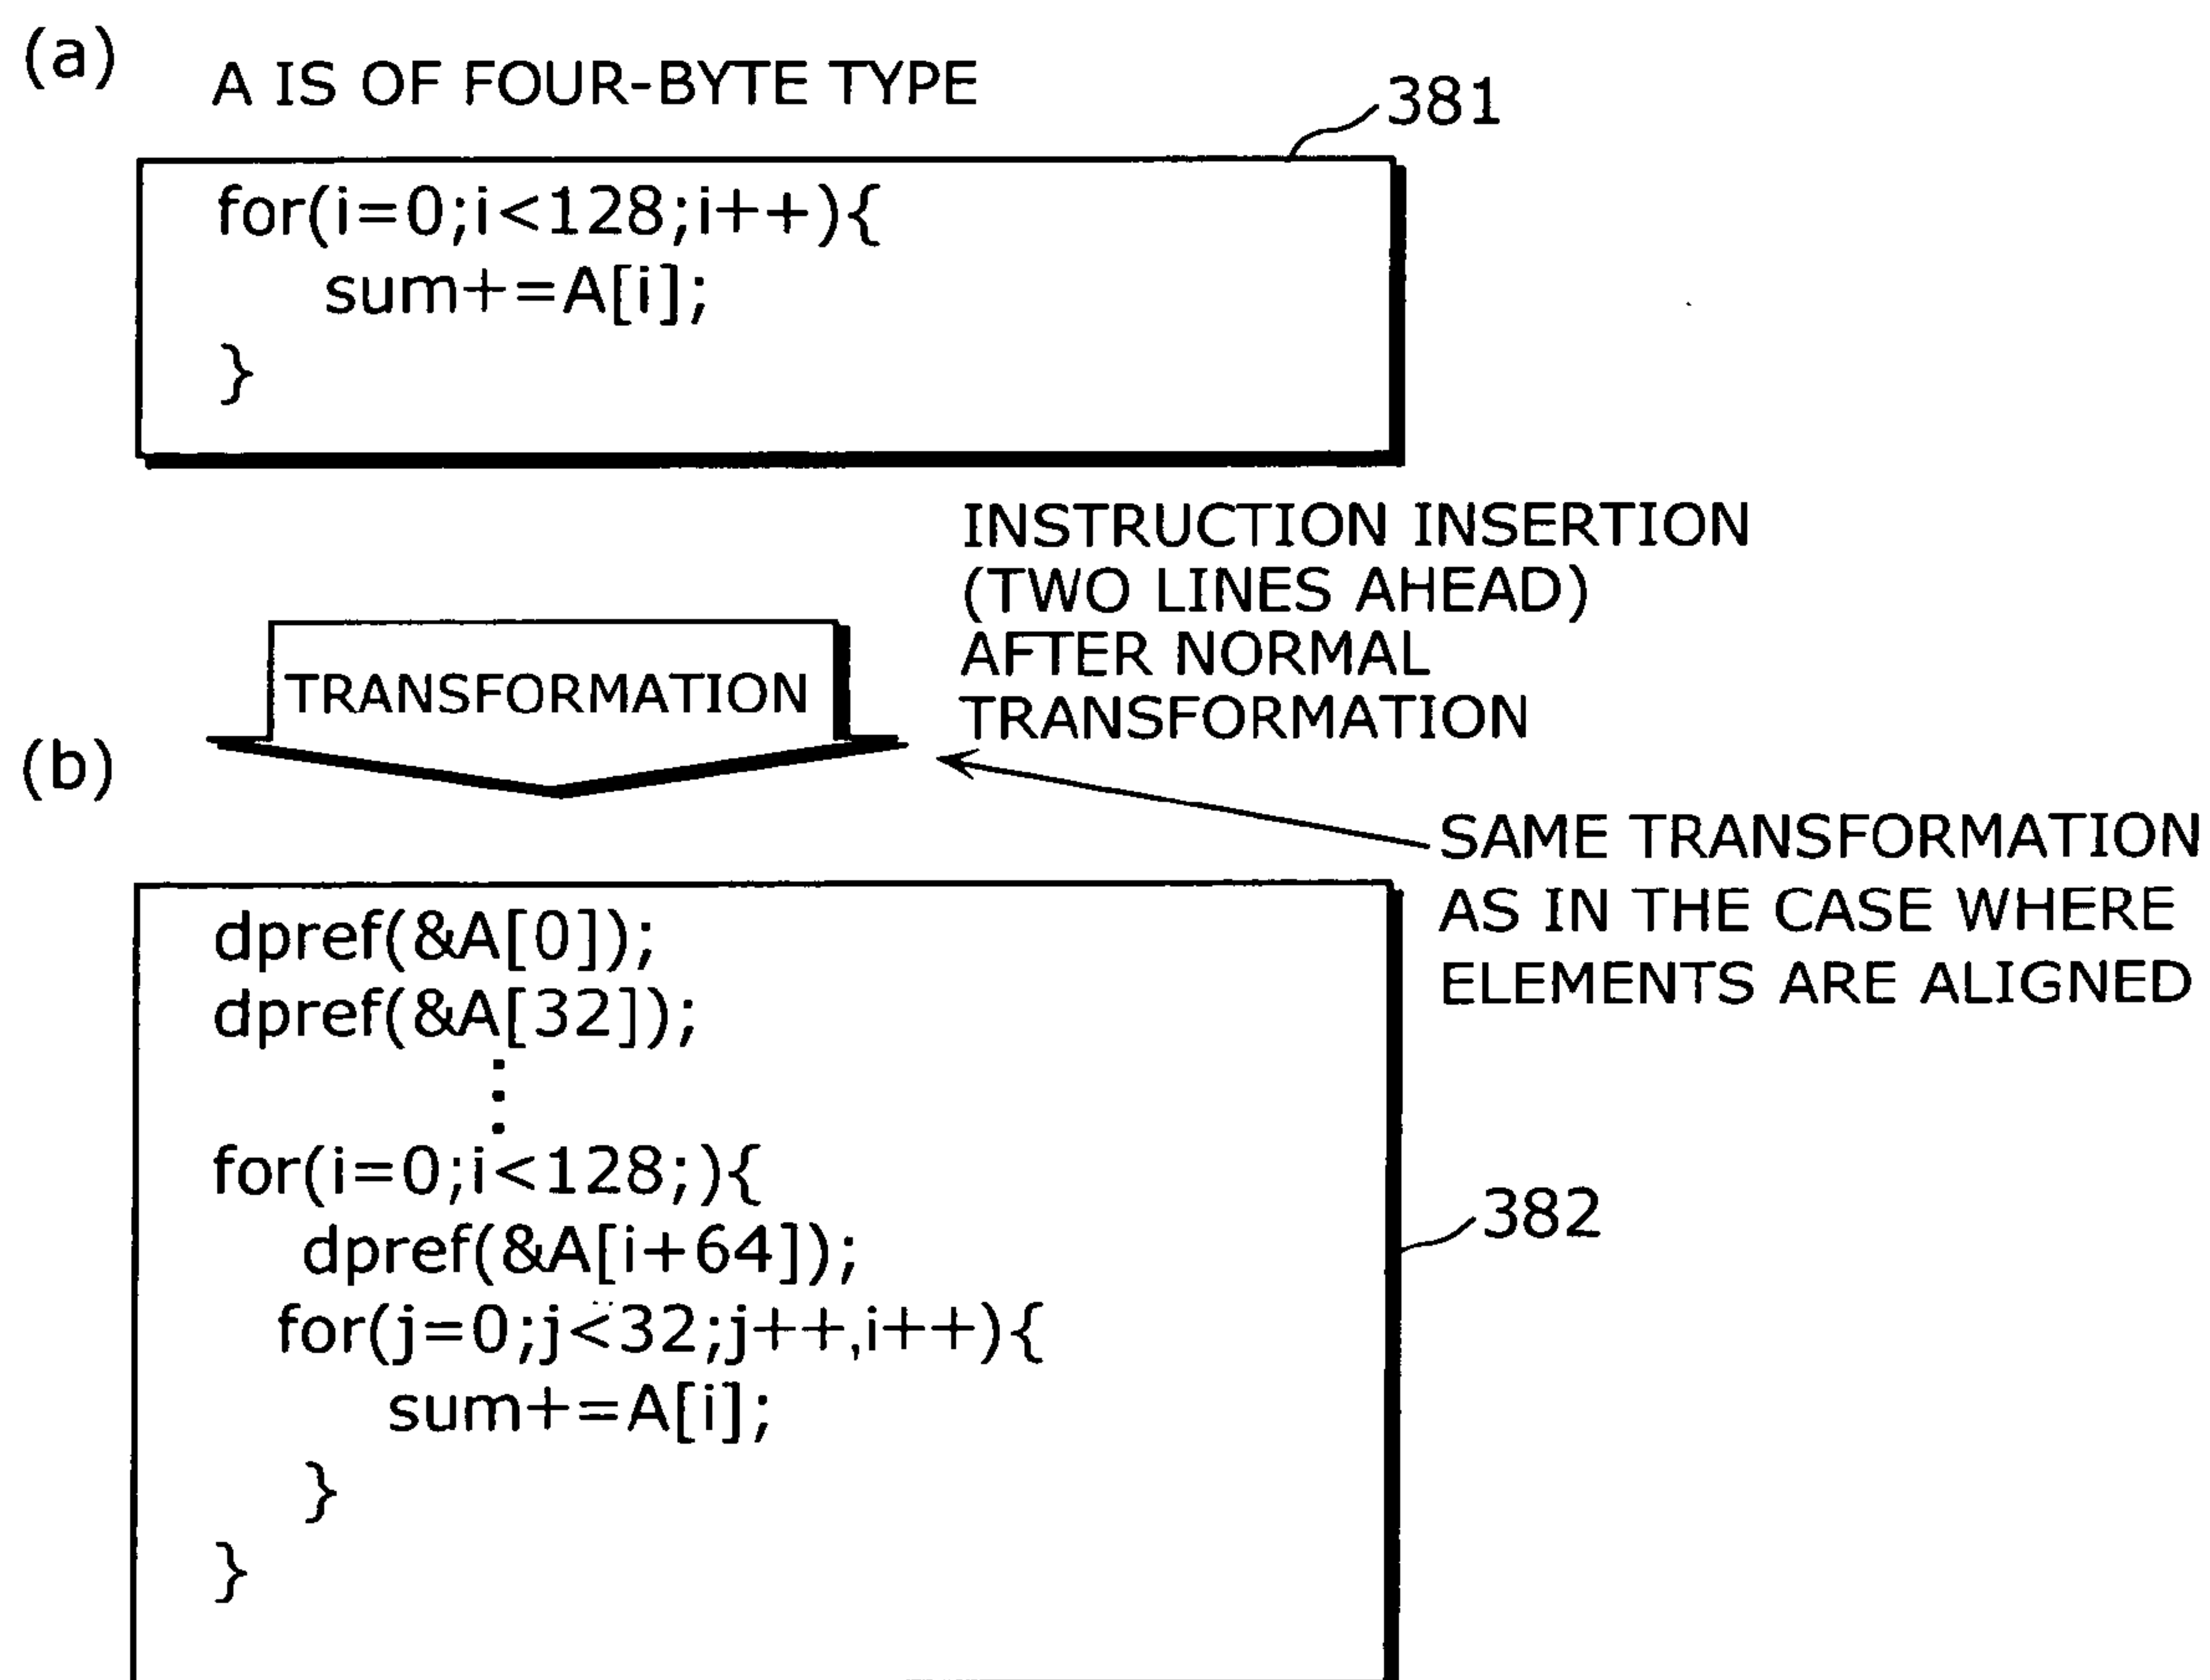 (a)
A IS OF FOUR-BYTE TYPE
381
for(i=0;i<128;i++){
sum+=A[i];
}
INSTRUCTION INSERTION
(TWO LINES AHEAD)
AFTER NORMAL
TRANSFORMATION
TRANSFORMATION
(b)
SAME TRANSFORMATION
AS IN THE CASE WHERE
ELEMENTS ARE ALIGNED
dpref(&A[0]);
dpref(&A[32]);
:
for(i=0;i<128;){
dpref(&A[i+64]);
for(j=0;j<32;j++,i++){
sum+=A[i];
}
}
382